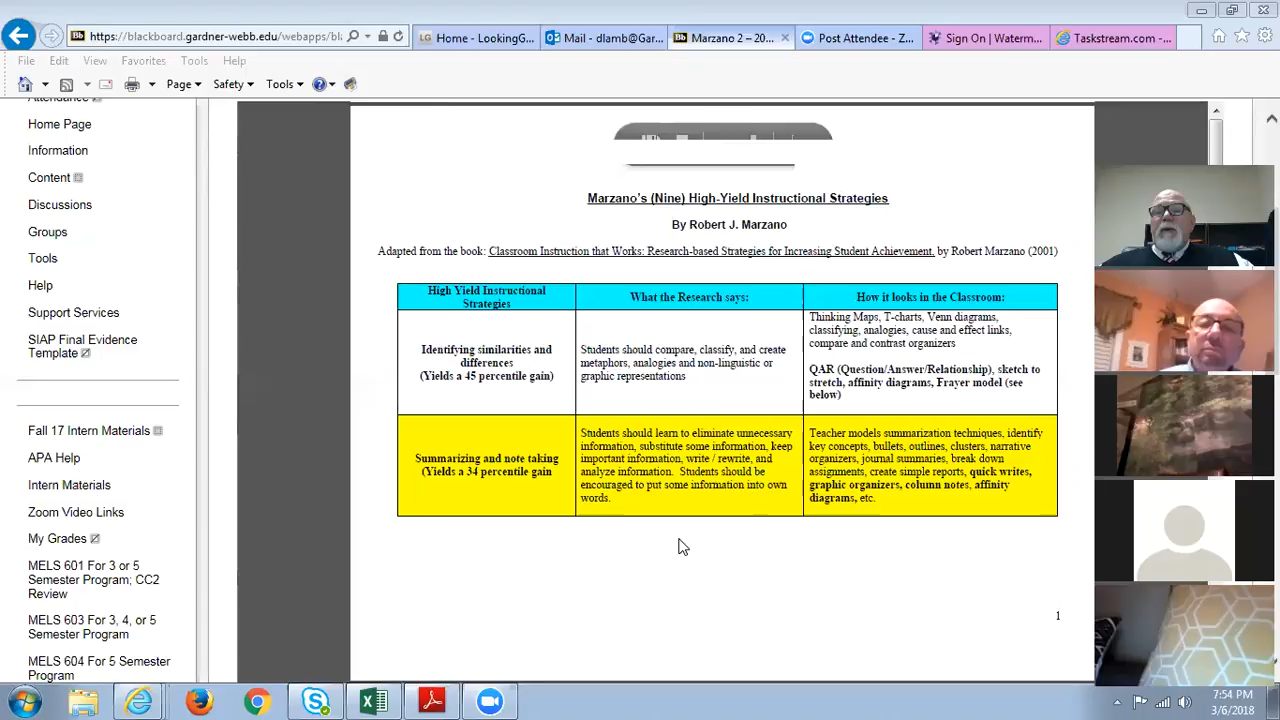 https://blackboard.gardner-webb.edu/webapps/bl
Home - LookingG...
Mail - dlamb@Gar...
Marzano 2 – 20...
Post Attendee - Z...
Sign On | Waterm...
Taskstream.com -...
File Edit View Favorites Tools Help
Page Safety Tools
Attendance
Home Page
Information
Content
Discussions
Groups
Tools
Help
Support Services
SIAP Final Evidence
Template
Fall 17 Intern Materials
APA Help
Intern Materials
Zoom Video Links
My Grades
MELS 601 For 3 or 5
Semester Program; CC2
Review
MELS 603 For 3, 4, or 5
Semester Program
MELS 604 For 5 Semester
Program
Marzano's (Nine) High-Yield Instructional Strategies
By Robert J. Marzano
Adapted from the book: Classroom Instruction that Works: Research-based Strategies for Increasing Student Achievement, by Robert Marzano (2001)
High Yield Instructional
Strategies
What the Research says:
How it looks in the Classroom:
Identifying similarities and
differences
(Yields a 45 percentile gain)
Students should compare, classify, and create
metaphors, analogies and non-linguistic or
graphic representations
Thinking Maps, T-charts, Venn diagrams,
classifying, analogies, cause and effect links,
compare and contrast organizers
QAR (Question/Answer/Relationship), sketch to
stretch, affinity diagrams, Frayer model (see
below)
Summarizing and note taking
(Yields a 34 percentile gain
Students should learn to eliminate unnecessary
information, substitute some information, keep
important information, write / rewrite, and
analyze information. Students should be
encouraged to put some information into own
words.
Teacher models summarization techniques, identify
key concepts, bullets, outlines, clusters, narrative
organizers, journal summaries, break down
assignments, create simple reports, quick writes,
graphic organizers, column notes, affinity
diagrams, etc.
1
7:54 PM
3/6/2018